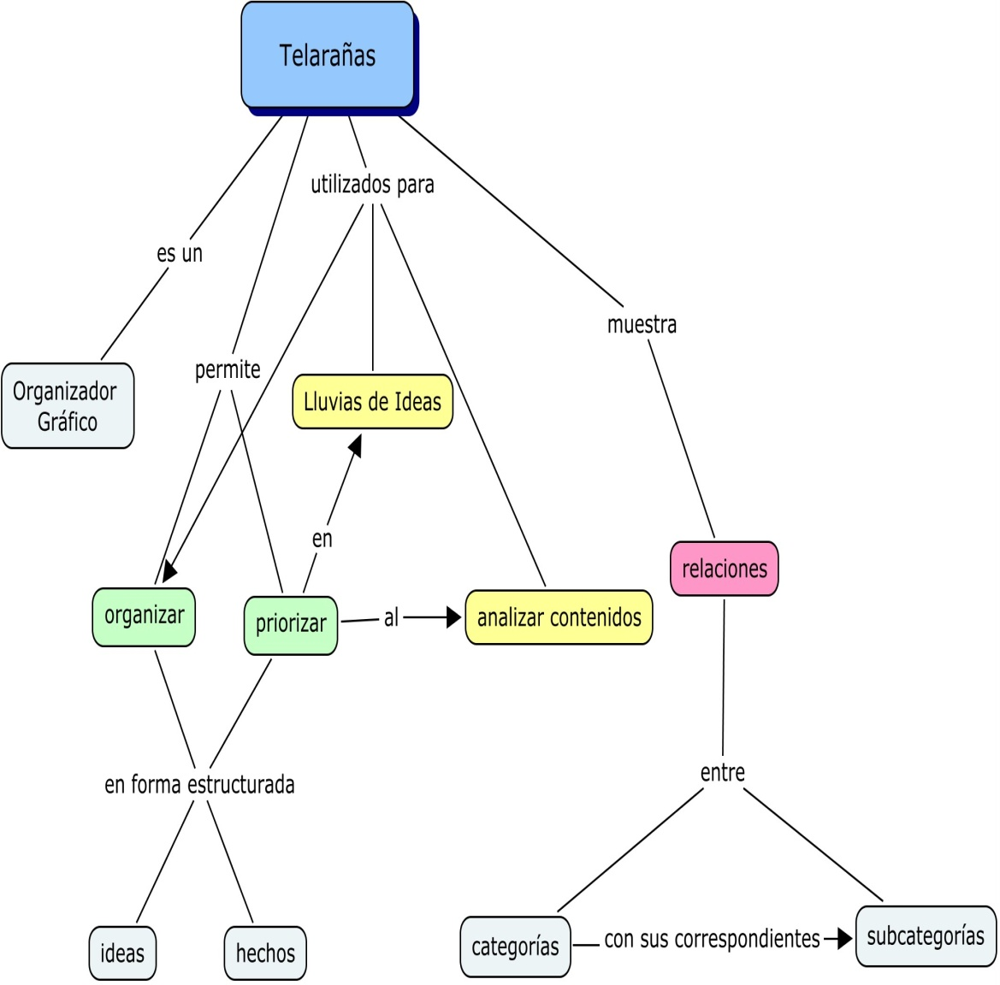 Telarañas
utilizados para
es un
muestra
permite
Organizador
Gráfico
Lluvias de Ideas
en
relaciones
organizar
priorizar
al
analizar contenidos
en forma estructurada
entre
ideas
hechos
categorías
con sus correspondientes
subcategorías